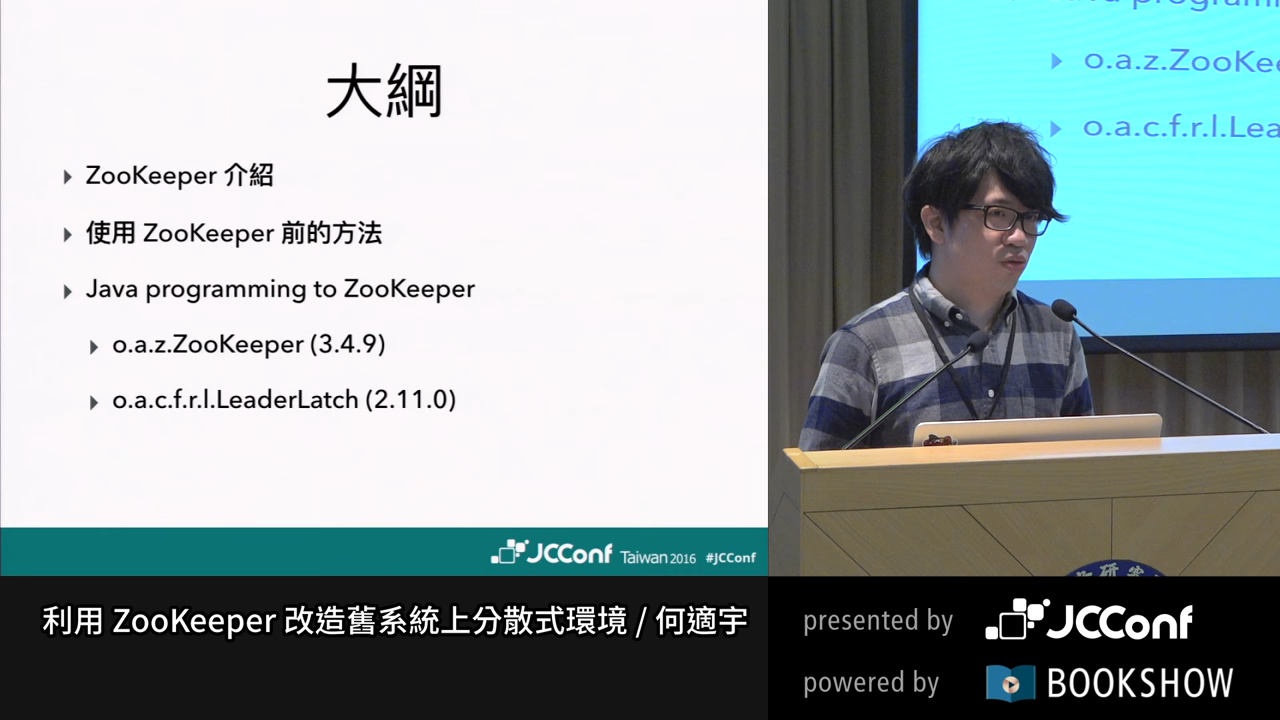 大綱
ZooKeeper 介紹
使用 ZooKeeper 前的方法
Java programming to ZooKeeper
o.a.z.ZooKeeper (3.4.9)
o.a.c.f.r.l.LeaderLatch (2.11.0)
JCConf Taiwan 2016 #JCConf
o.a.z.ZooKee
o.a.c.f.r.l.Lea
利用 ZooKeeper 改造舊系統上分散式環境 / 何適宇
presented by JCConf
powered by BOOKSHOW